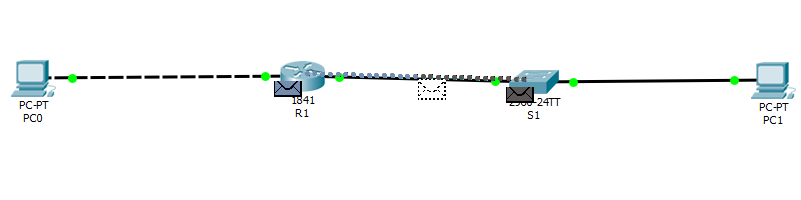 PC-PT
PC0
1841
R1
2960-24TT
S1
PC-PT
PC1